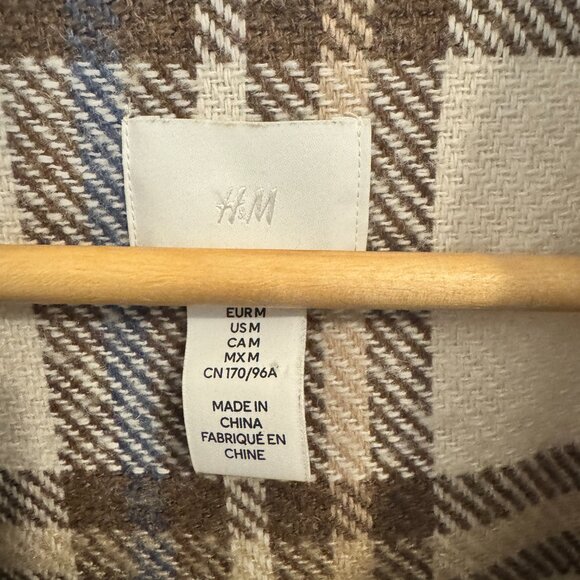 H&M
EUR M
US M
CA M
MX M
CN 170/96A
MADE IN
CHINA
FABRIQUÉ EN
CHINE